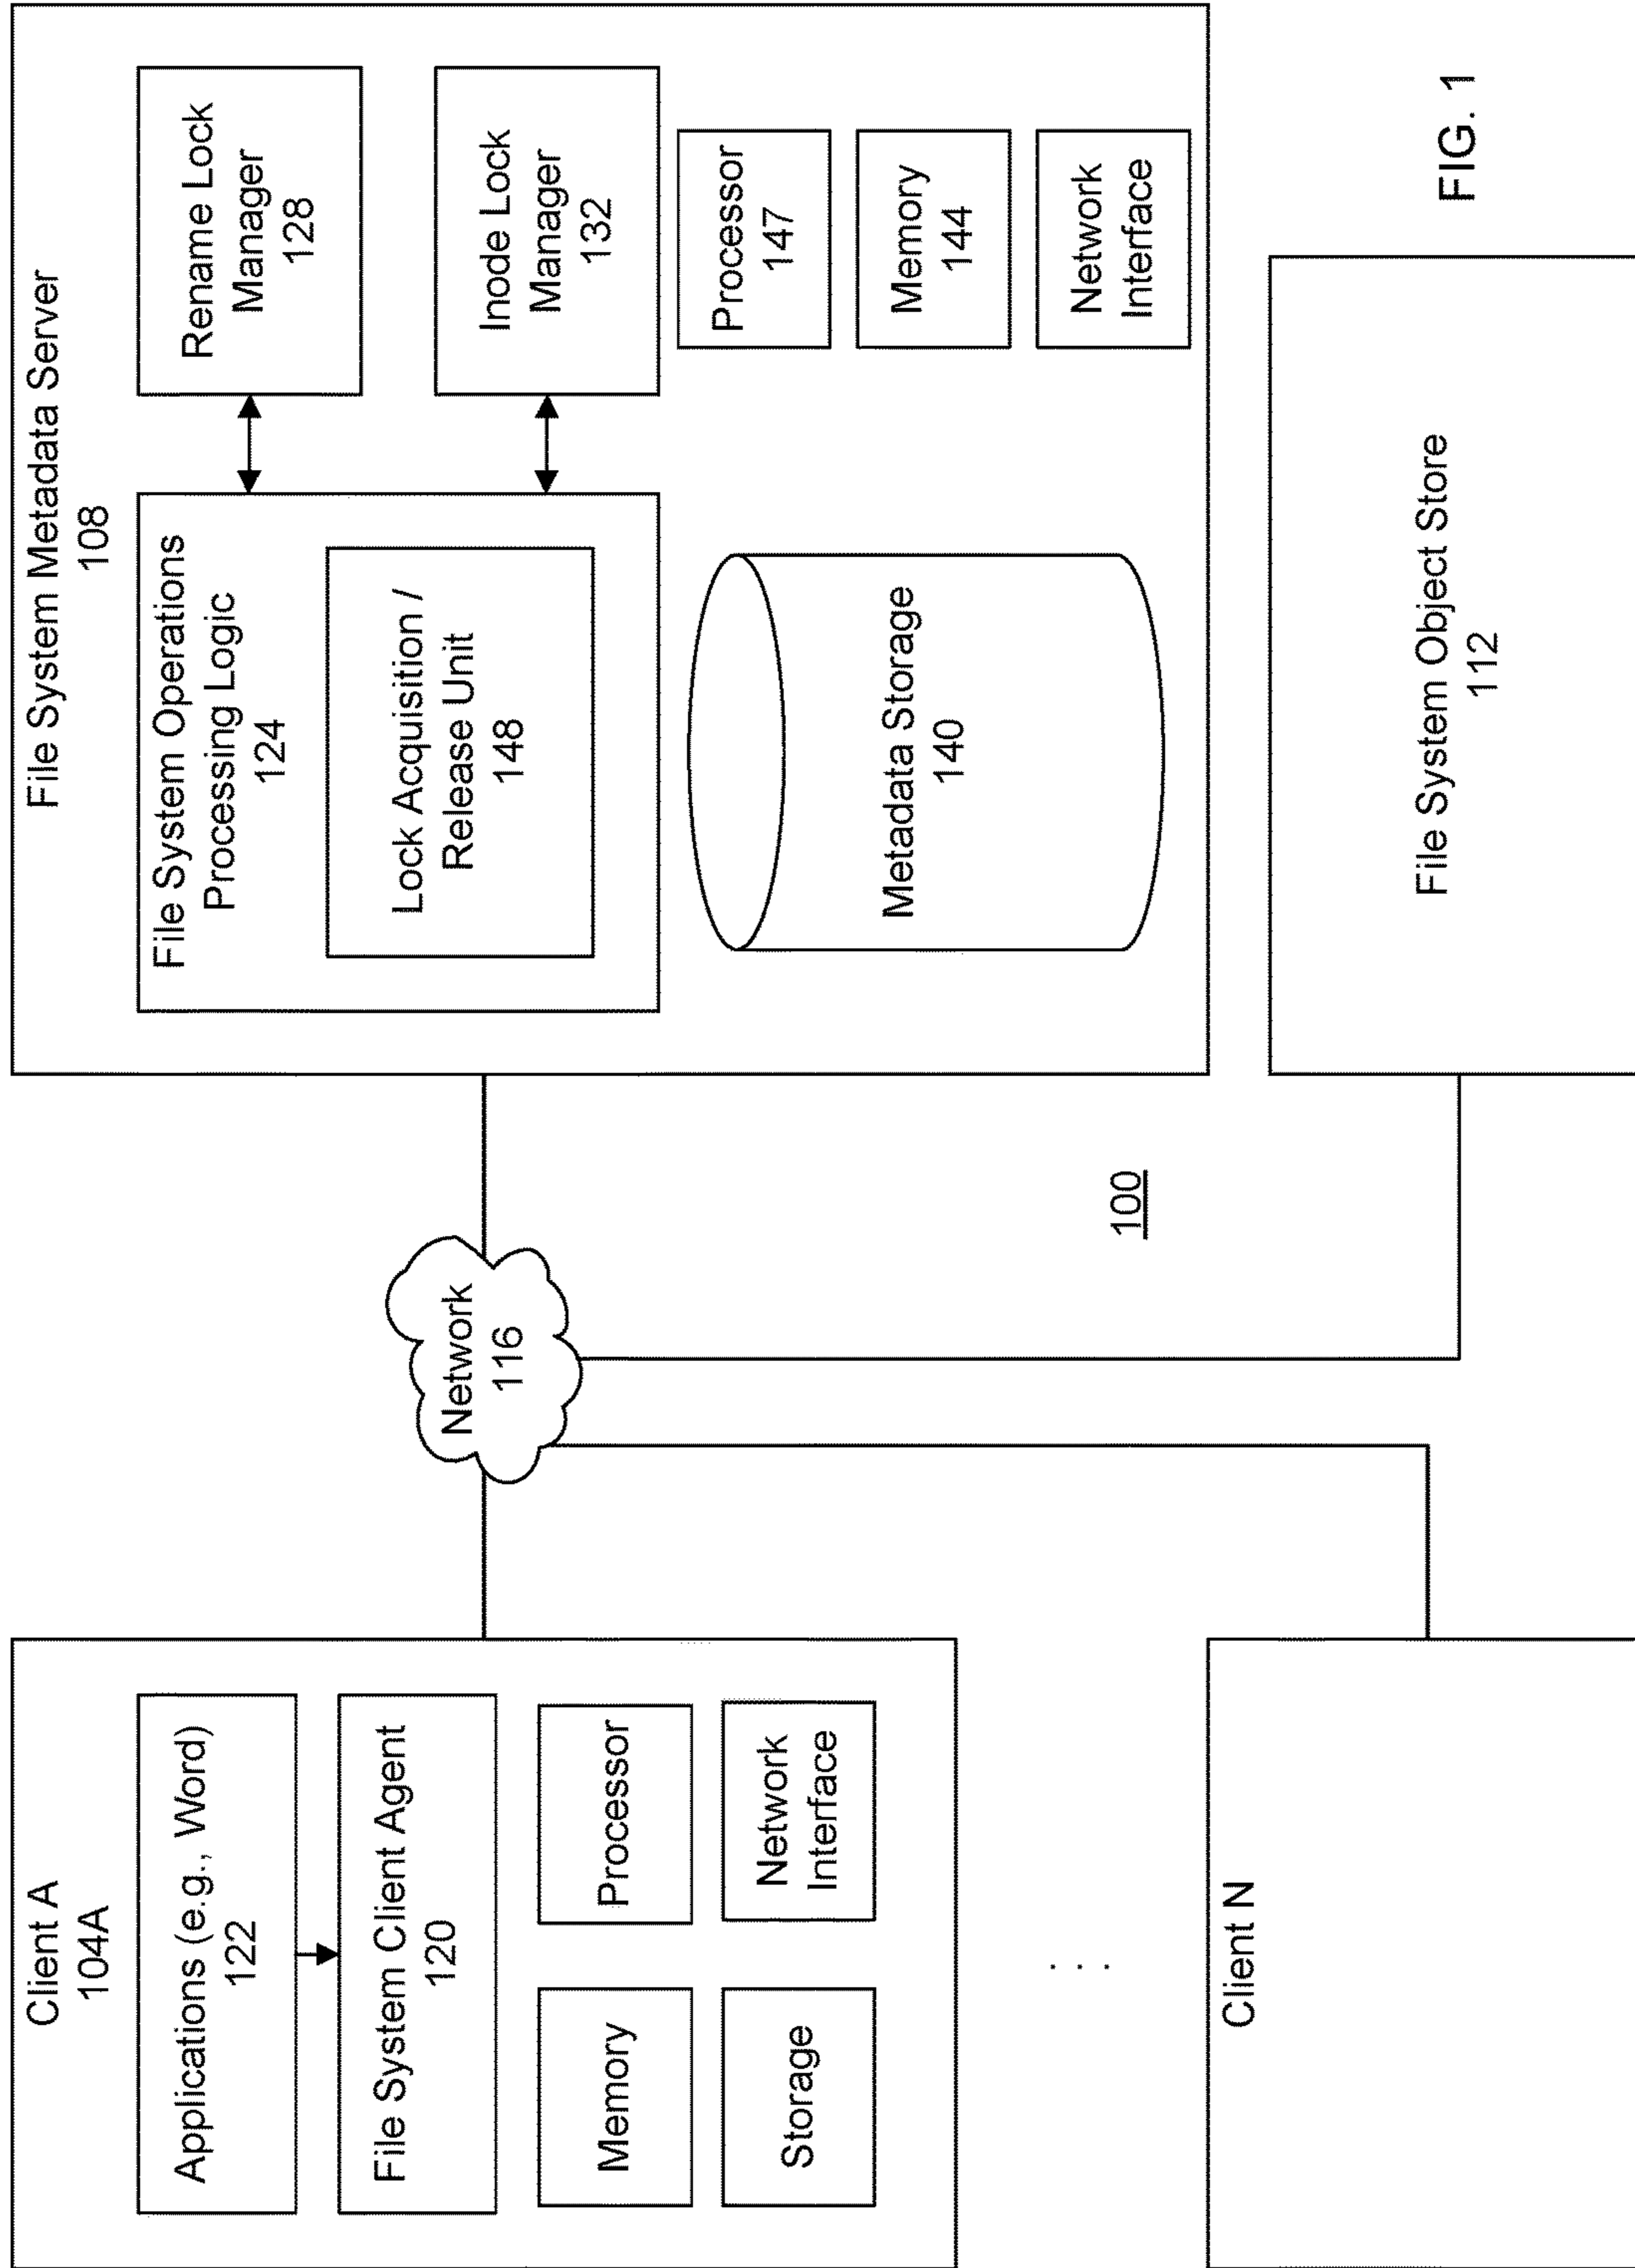 Client A
104A
Applications (e.g., Word)
122
File System Client Agent
120
Memory
Processor
Storage
Network
Interface
. . .
Client N
Network
116
100
File System Metadata Server
108
File System Operations
Processing Logic
124
Lock Acquisition /
Release Unit
148
Rename Lock
Manager
128
Inode Lock
Manager
132
Metadata Storage
140
Processor
147
Memory
144
Network
Interface
File System Object Store
112
FIG. 1